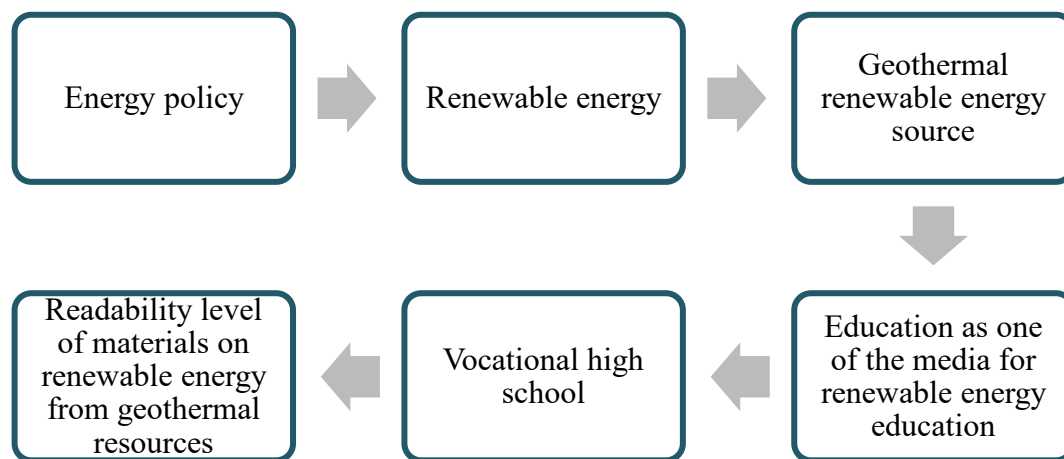 Energy policy
Renewable energy
Geothermal
renewable energy
source
Education as one
of the media for
renewable energy
education
Vocational high
school
Readability level
of materials on
renewable energy
from geothermal
resources